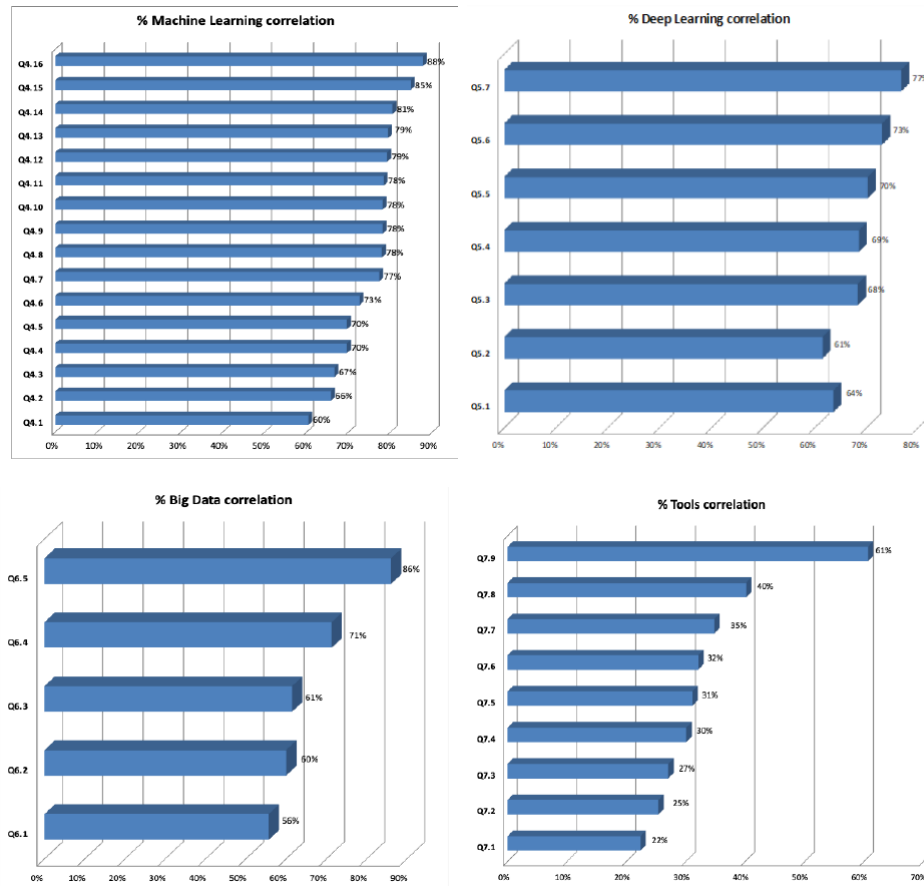 % Machine Learning correlation
Q4.16 88%
Q4.15 85%
Q4.14 81%
Q4.13 79%
Q4.12 79%
Q4.11 78%
Q4.10 78%
Q4.9 78%
Q4.8 78%
Q4.7 77%
Q4.6 73%
Q4.5 70%
Q4.4 70%
Q4.3 67%
Q4.2 66%
Q4.1 60%
0% 10% 20% 30% 40% 50% 60% 70% 80% 90%
% Deep Learning correlation
Q5.7 77%
Q5.6 73%
Q5.5 70%
Q5.4 69%
Q5.3 68%
Q5.2 61%
Q5.1 64%
0% 10% 20% 30% 40% 50% 60% 70% 80%
% Big Data correlation
Q6.5 86%
Q6.4 71%
Q6.3 61%
Q6.2 60%
Q6.1 56%
0% 10% 20% 30% 40% 50% 60% 70% 80% 90%
% Tools correlation
Q7.9 61%
Q7.8 40%
Q7.7 35%
Q7.6 32%
Q7.5 31%
Q7.4 30%
Q7.3 27%
Q7.2 25%
Q7.1 22%
0% 10% 20% 30% 40% 50% 60% 70%